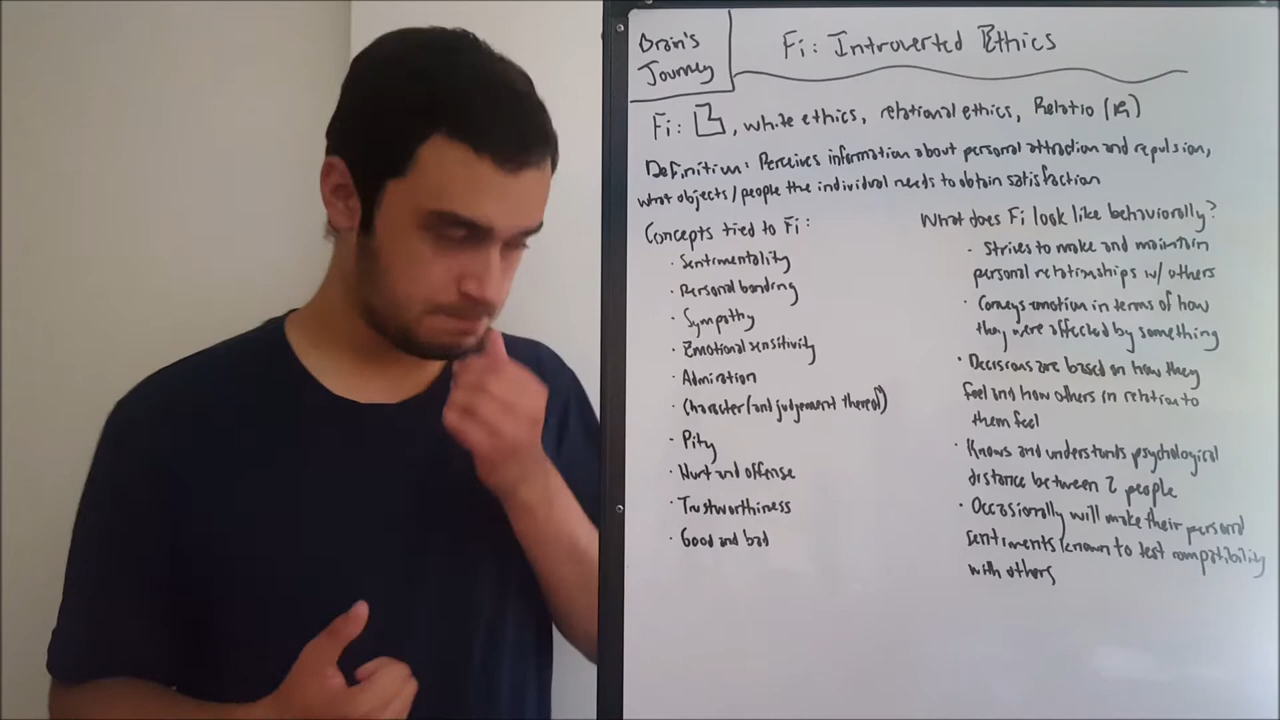 Brain's
Journey
Fi: Introverted Ethics
Fi: , white ethics, relational ethics, Relatio (R)
Definition: Perceives information about personal attraction and repulsion,
what objects/people the individual needs to obtain satisfaction
Concepts tied to Fi:
· Sentimentality
· Personal bonding
· Sympathy
· Emotional sensitivity
· Admiration
· Character (and judgement thereof)
· Pity
· Hurt and offense
· Trustworthiness
· Good and bad
What does Fi look like behaviorally?
· Strives to make and maintain
personal relationships w/ others
· Conveys emotion in terms of how
they were affected by something
· Decisions are based on how they
feel and how others in relation to
them feel
· Knows and understands psychological
distance between 2 people
· Occasionally will make their personal
sentiments known to test compatibility
with others